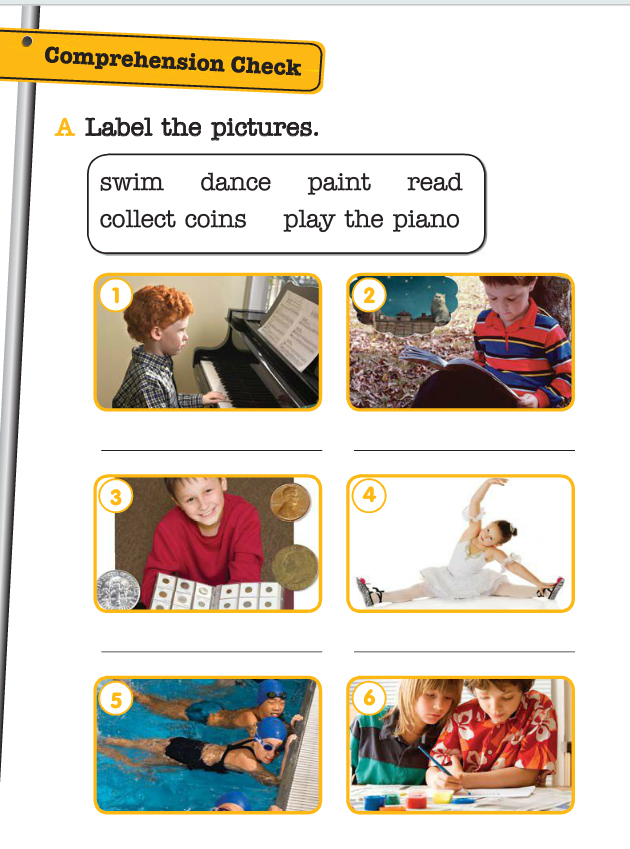 Comprehension Check
A Label the pictures.
swim dance paint read
collect coins play the piano
1
2
3
4
5
6